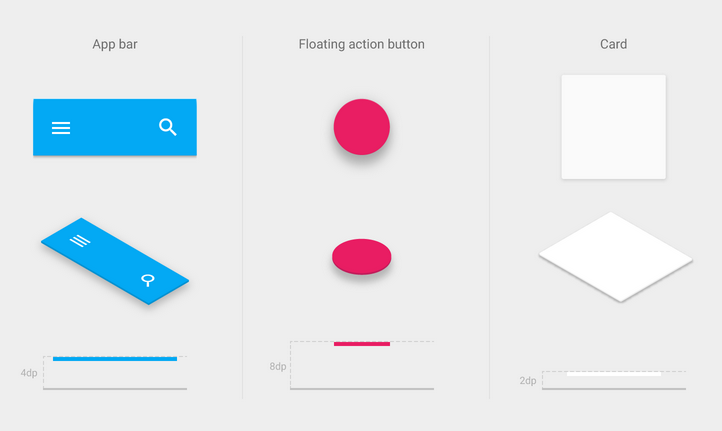 App bar
Floating action button
Card
4dp
8dp
2dp